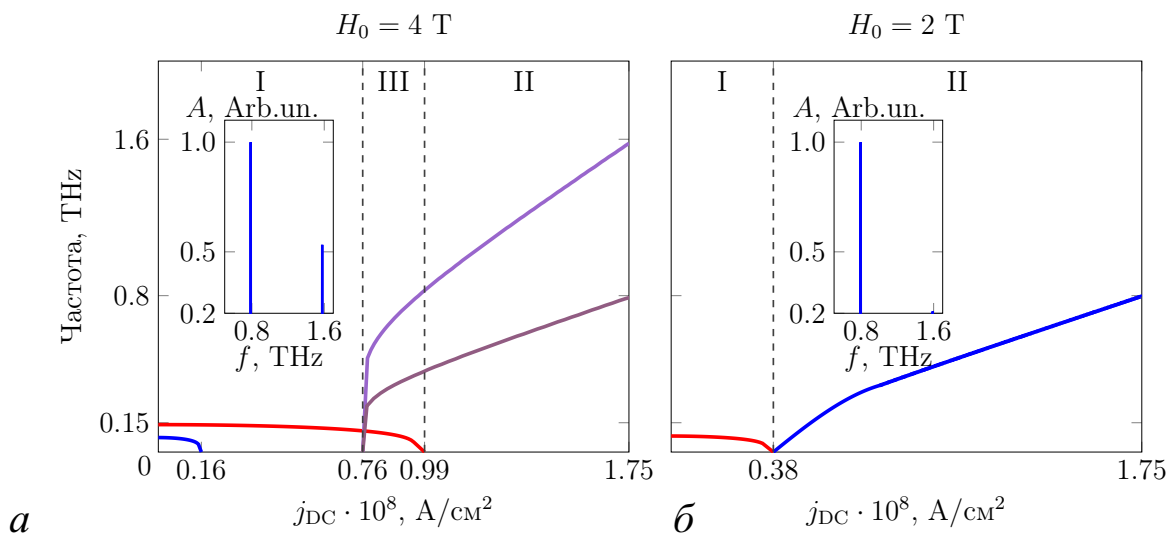 H₀ = 4 T
H₀ = 2 T
Частота, THz
1.6
0.8
0.15
0
I
III
II
A, Arb.un.
1.0
0.5
0.2
0.8
1.6
f, THz
0.16
0.76
0.99
1.75
j_DC · 10⁸, А/см²
а
I
II
A, Arb.un.
1.0
0.5
0.2
0.8
1.6
f, THz
0.38
1.75
j_DC · 10⁸, А/см²
б